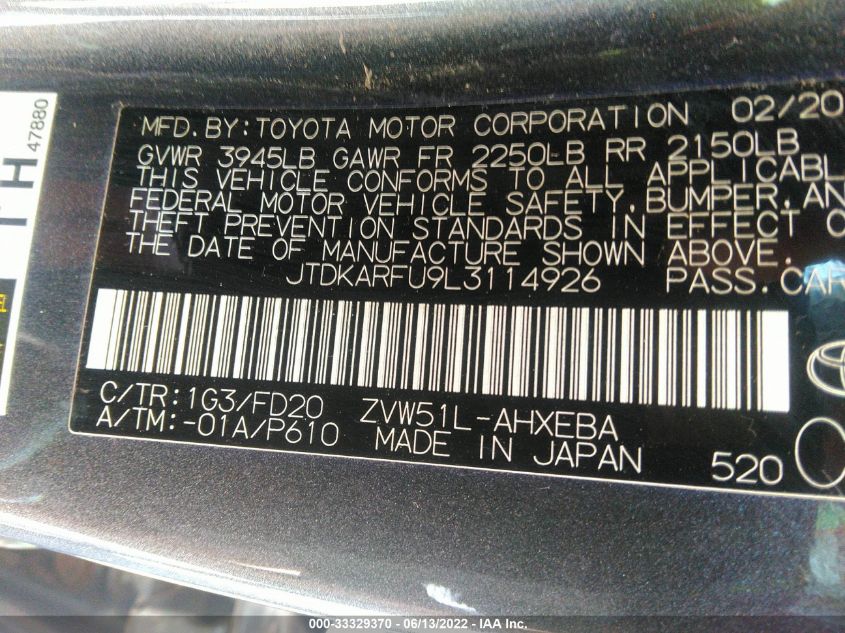 47880
TH
MFD.BY:TOYOTA MOTOR CORPORATION 02/20
GVWR 3945LB GAWR FR 2250LB RR 2150LB
THIS VEHICLE CONFORMS TO ALL APPLICABL
FEDERAL MOTOR VEHICLE SAFETY,BUMPER,AN
THEFT PREVENTION STANDARDS IN EFFECT O
THE DATE OF MANUFACTURE SHOWN ABOVE.
JTDKARFU9L3114926 PASS.CAR
C/TR:1G3/FD20 ZVW51L-AHXEBA
A/TM:-01A/P610 MADE IN JAPAN 520
000-33329370 - 06/13/2022 - IAA Inc.